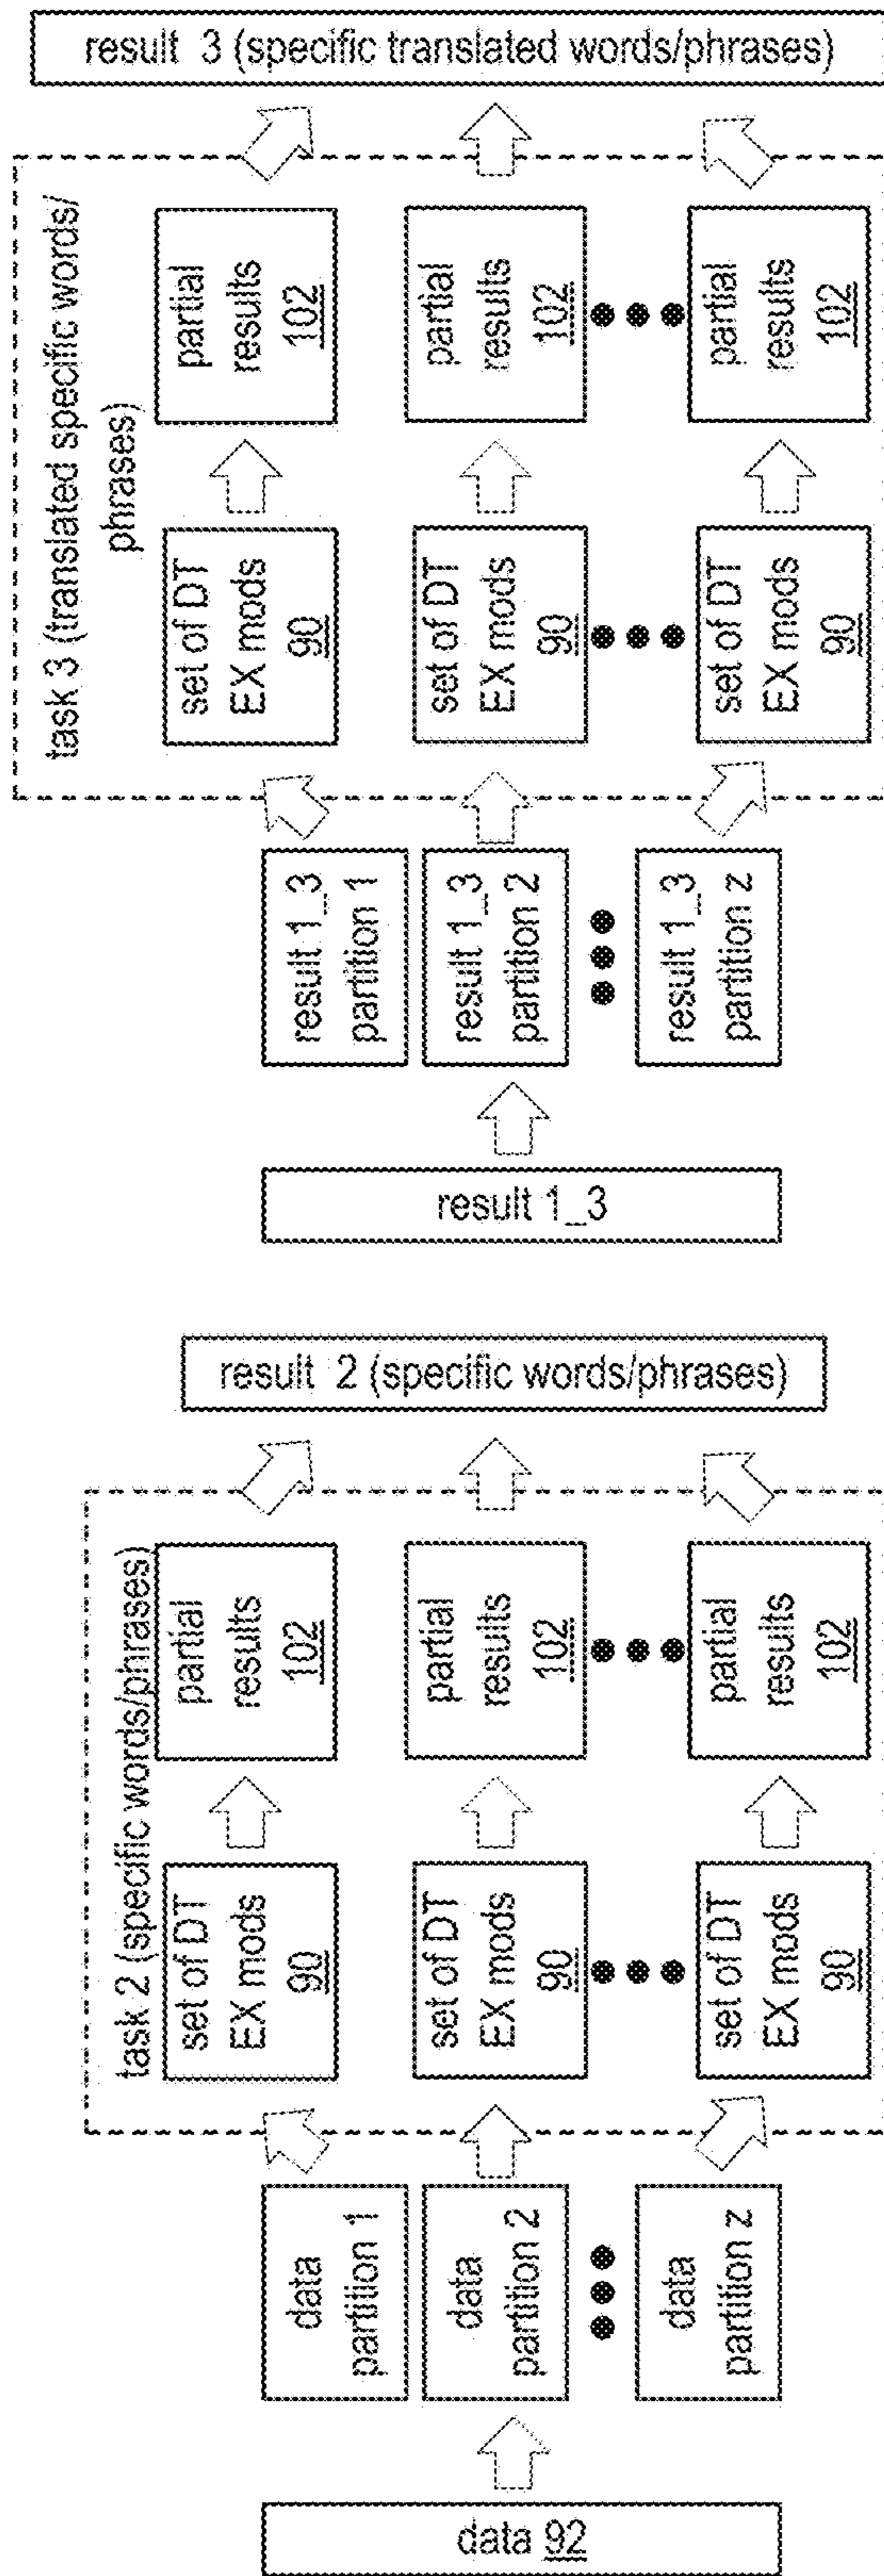 data 92
data
partition 1
data
partition 2
data
partition z
task 2 (specific words/phrases)
set of DT
EX mods
90
partial
results
102
set of DT
EX mods
90
partial
results
102
set of DT
EX mods
90
partial
results
102
result 2 (specific words/phrases)
result 1_3
result 1_3
partition 1
result 1_3
partition 2
result 1_3
partition z
task 3 (translated specific words/
phrases)
set of DT
EX mods
90
partial
results
102
set of DT
EX mods
90
partial
results
102
set of DT
EX mods
90
partial
results
102
result 3 (specific translated words/phrases)